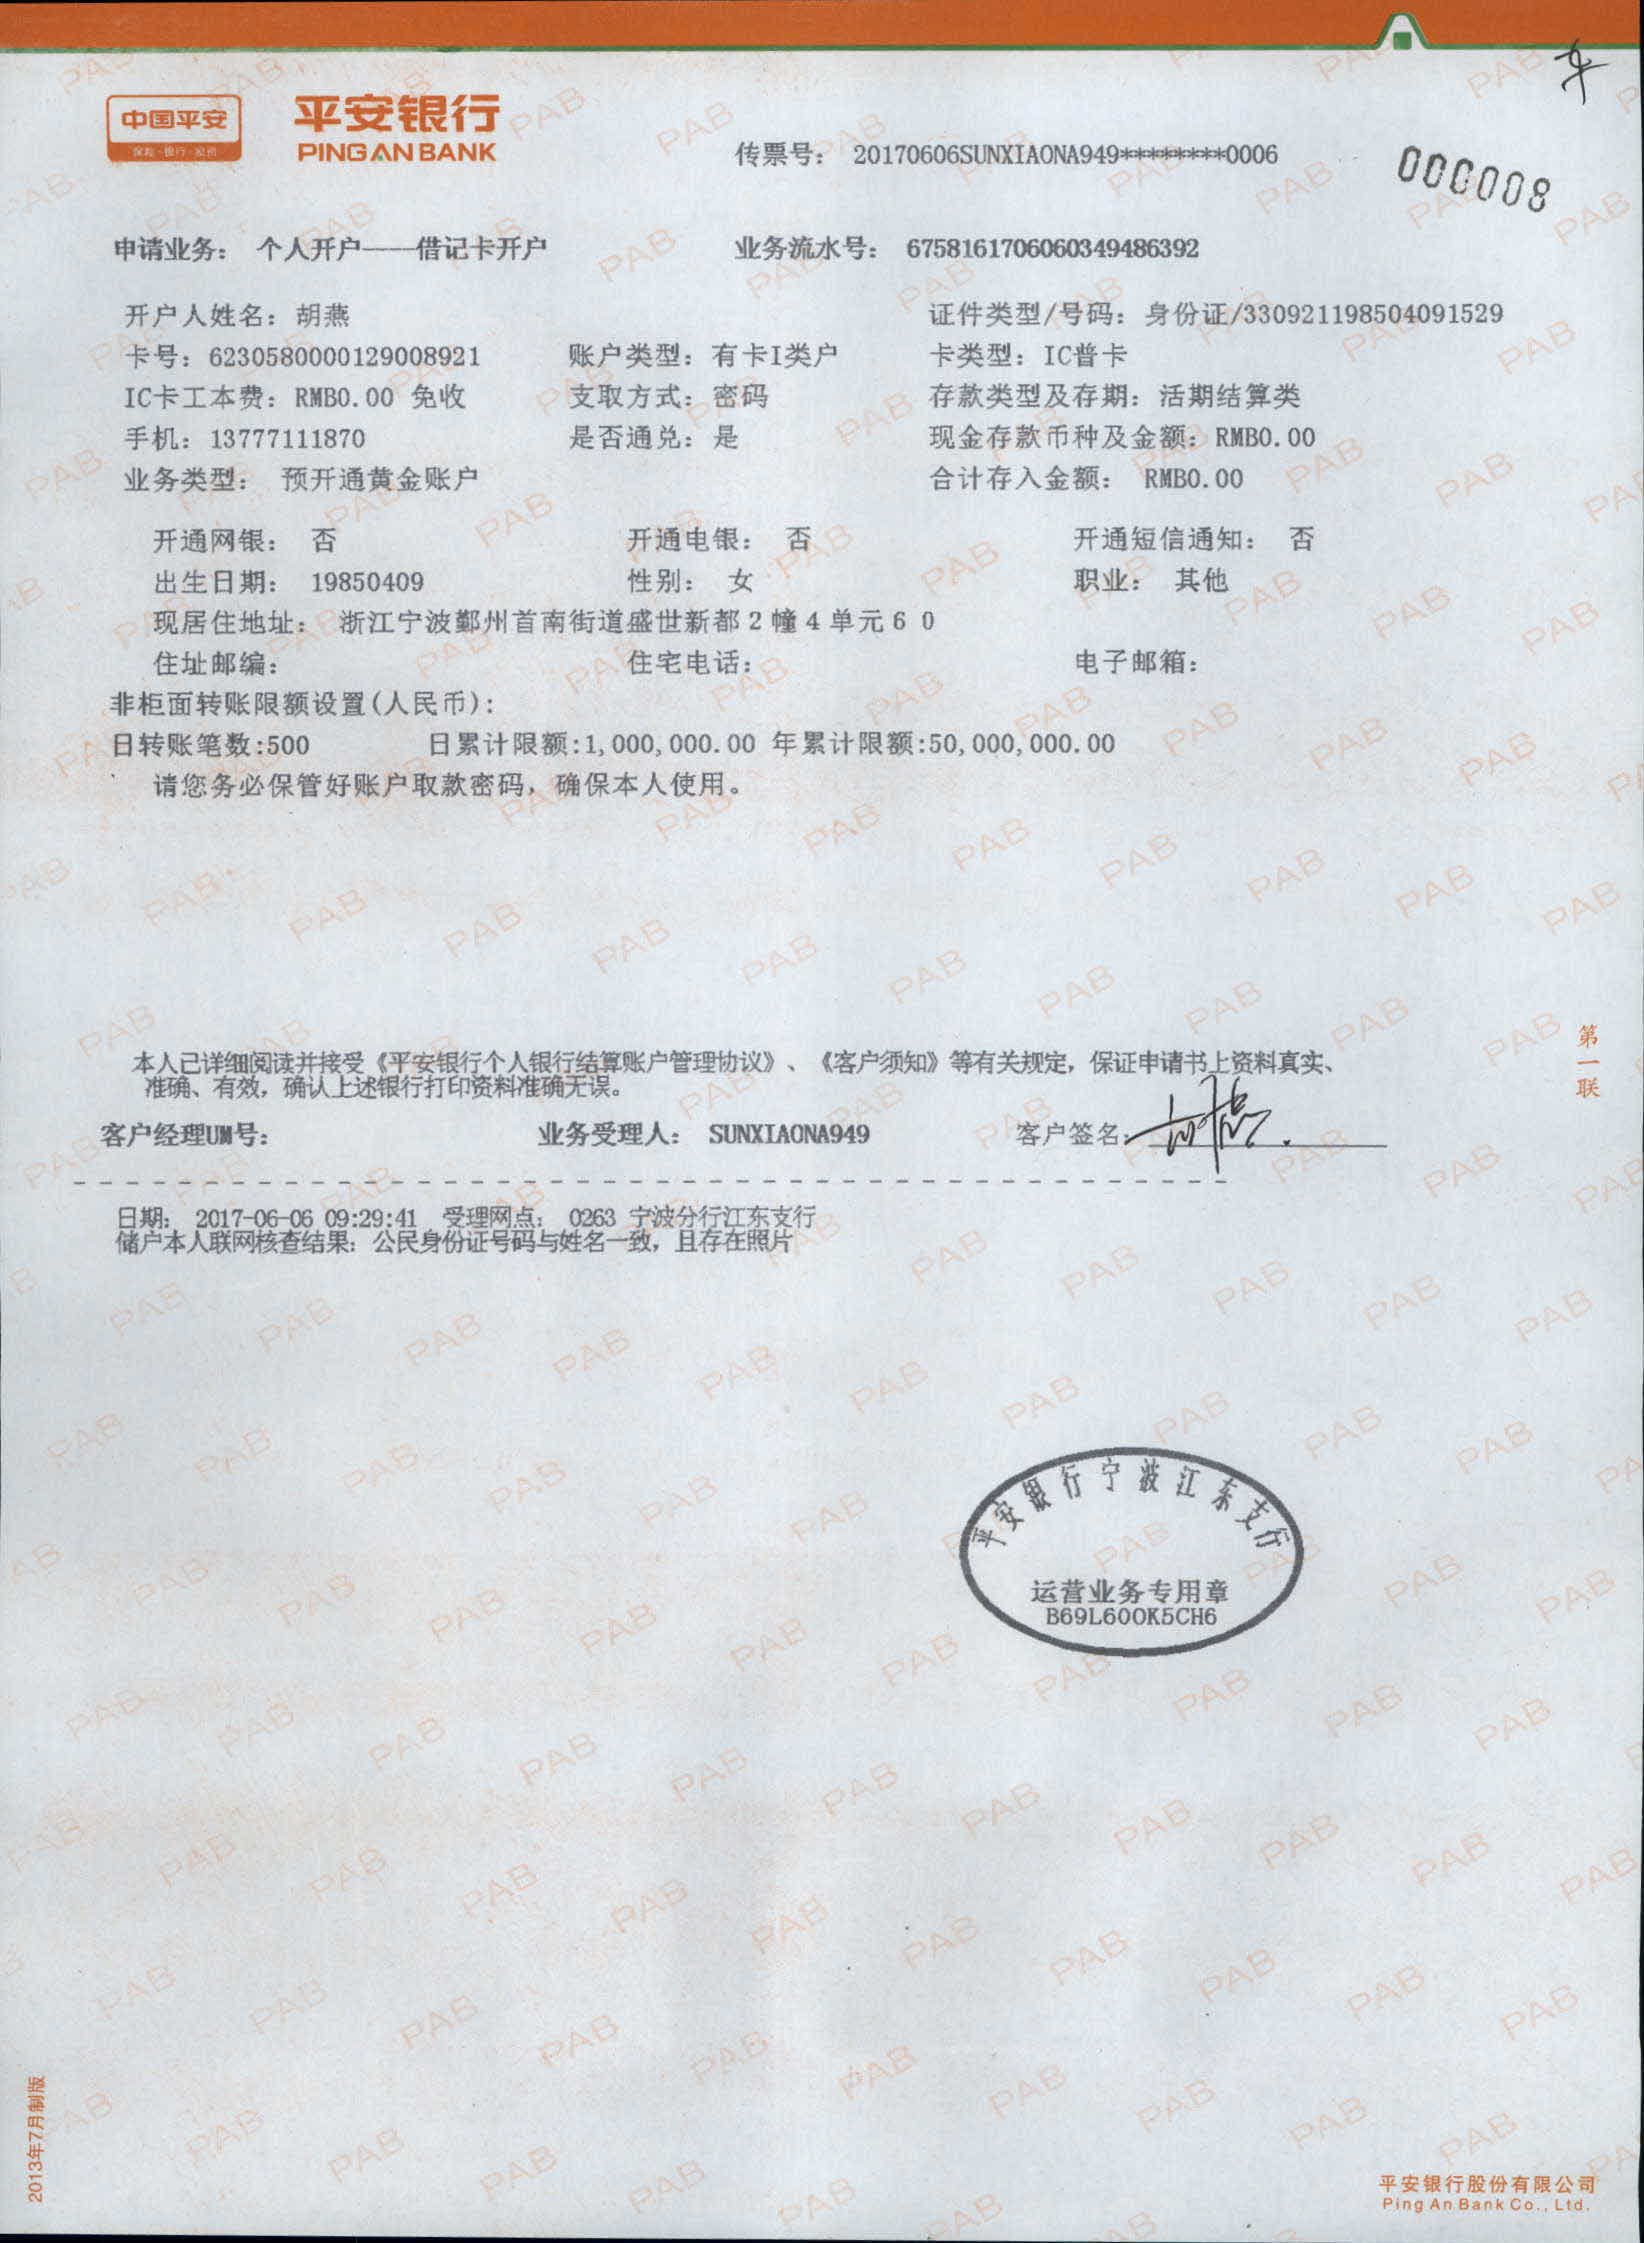 中国平安
保险·银行·投资
平安银行
PINGAN BANK
传票号： 20170606SUNXIAONA949********0006
000008
申请业务： 个人开户——借记卡开户 业务流水号： 67581617060603494863​92
开户人姓名：胡燕 证件类型/号码：身份证/330921198504091529
卡号：6230580000129008921 账户类型：有卡I类户 卡类型：IC普卡
IC卡工本费：RMB0.00 免收 支取方式：密码 存款类型及存期：活期结算类
手机：13777111870 是否通兑：是 现金存款币种及金额：RMB0.00
业务类型： 预开通黄金账户 合计存入金额： RMB0.00
开通网银： 否 开通电银： 否 开通短信通知： 否
出生日期： 19850409 性别： 女 职业： 其他
现居住地址： 浙江宁波鄞州首南街道盛世新都２幢４单元６０
住址邮编： 住宅电话： 电子邮箱：
非柜面转账限额设置(人民币)：
日转账笔数:500 日累计限额:1,000,000.00 年累计限额:50,000,000.00
请您务必保管好账户取款密码，确保本人使用。
本人已详细阅读并接受《平安银行个人银行结算账户管理协议》、《客户须知》等有关规定，保证申请书上资料真实、
准确、有效，确认上述银行打印资料准确无误。
客户经理UM号： 业务受理人： SUNXIAONA949 客户签名：胡燕
日期： 2017-06-06 09:29:41 受理网点： 0263 宁波分行江东支行
储户本人联网核查结果：公民身份证号码与姓名一致，且存在照片
第一联
平安银行宁波江东支行
运营业务专用章
B69L600K5CH6
2013年7月制版
平安银行股份有限公司
Ping An Bank Co., Ltd.